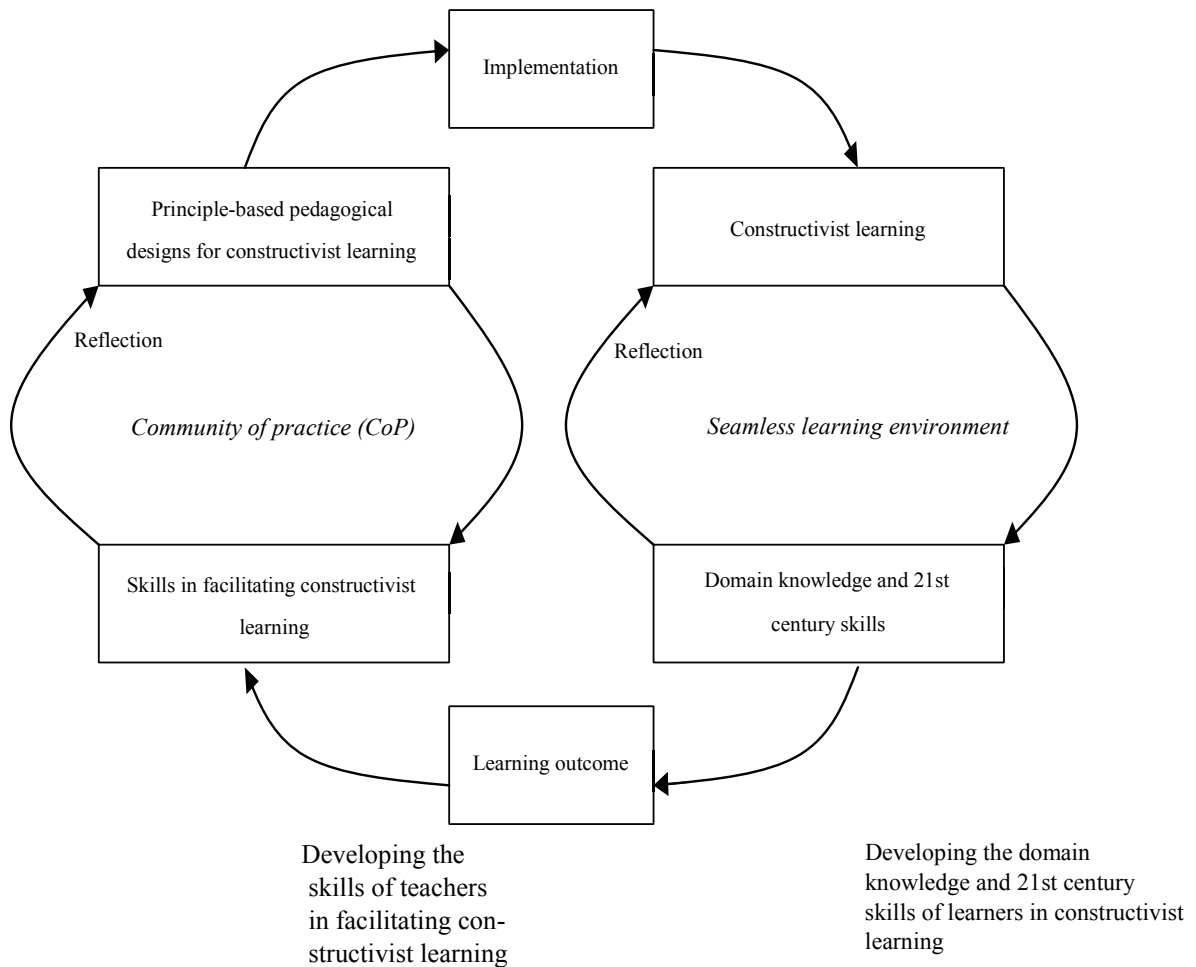 Implementation
Principle-based pedagogical
designs for constructivist learning
Constructivist learning
Reflection
Reflection
Community of practice (CoP)
Seamless learning environment
Skills in facilitating constructivist
learning
Domain knowledge and 21st
century skills
Learning outcome
Developing the
skills of teachers
in facilitating con-
structivist learning
Developing the domain
knowledge and 21st century
skills of learners in constructivist
learning